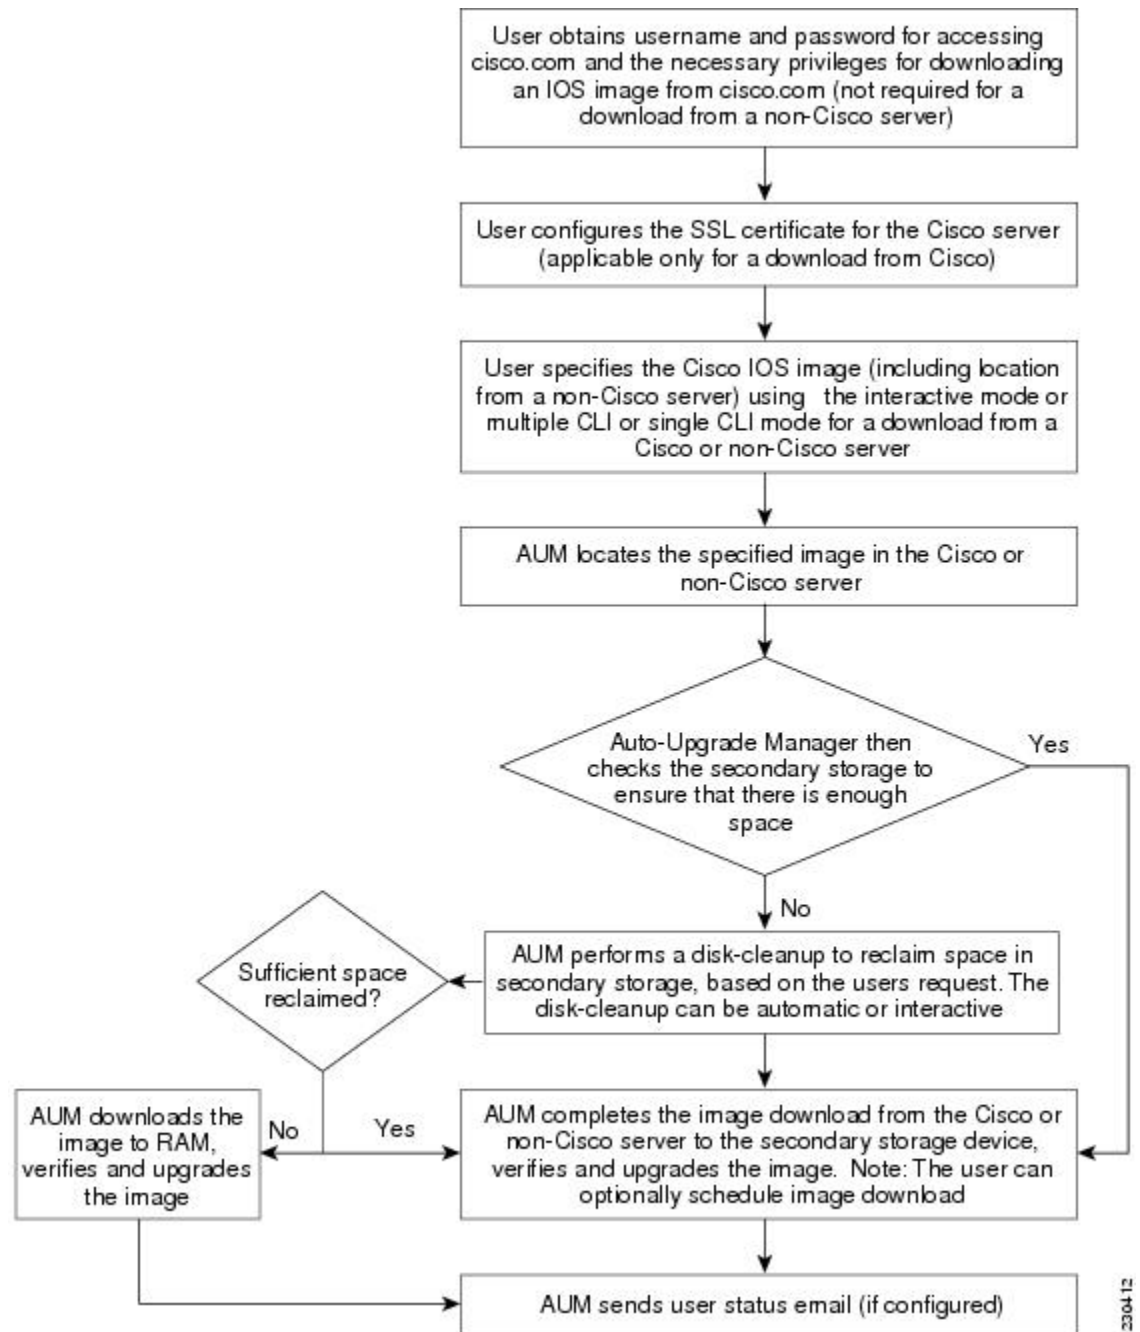 User obtains username and password for accessing
cisco.com and the necessary privileges for downloading
an IOS image from cisco.com (not required for a
download from a non-Cisco server)
User configures the SSL certificate for the Cisco server
(applicable only for a download from Cisco)
User specifies the Cisco IOS image (including location
from a non-Cisco server) using the interactive mode or
multiple CLI or single CLI mode for a download from a
Cisco or non-Cisco server
AUM locates the specified image in the Cisco or
non-Cisco server
Auto-Upgrade Manager then
checks the secondary storage to
ensure that there is enough
space
Yes
No
AUM performs a disk-cleanup to reclaim space in
secondary storage, based on the users request. The
disk-cleanup can be automatic or interactive
Sufficient space
reclaimed?
No
Yes
AUM downloads the
image to RAM,
verifies and upgrades
the image
AUM completes the image download from the Cisco or
non-Cisco server to the secondary storage device,
verifies and upgrades the image. Note: The user can
optionally schedule image download
AUM sends user status email (if configured)
230412